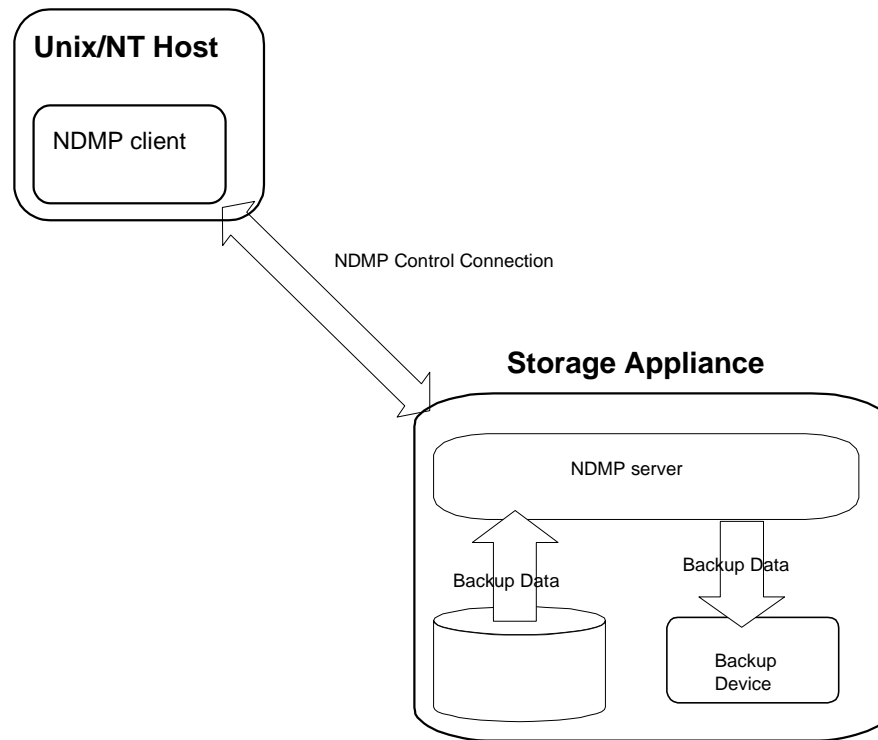 Unix/NT Host
NDMP client
NDMP Control Connection
Storage Appliance
NDMP server
Backup Data
Backup Data
Backup
Device